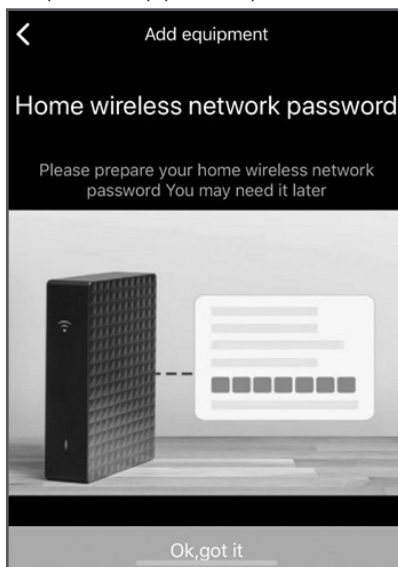 Add equipment
Home wireless network password
Please prepare your home wireless network
password You may need it later
Ok,got it